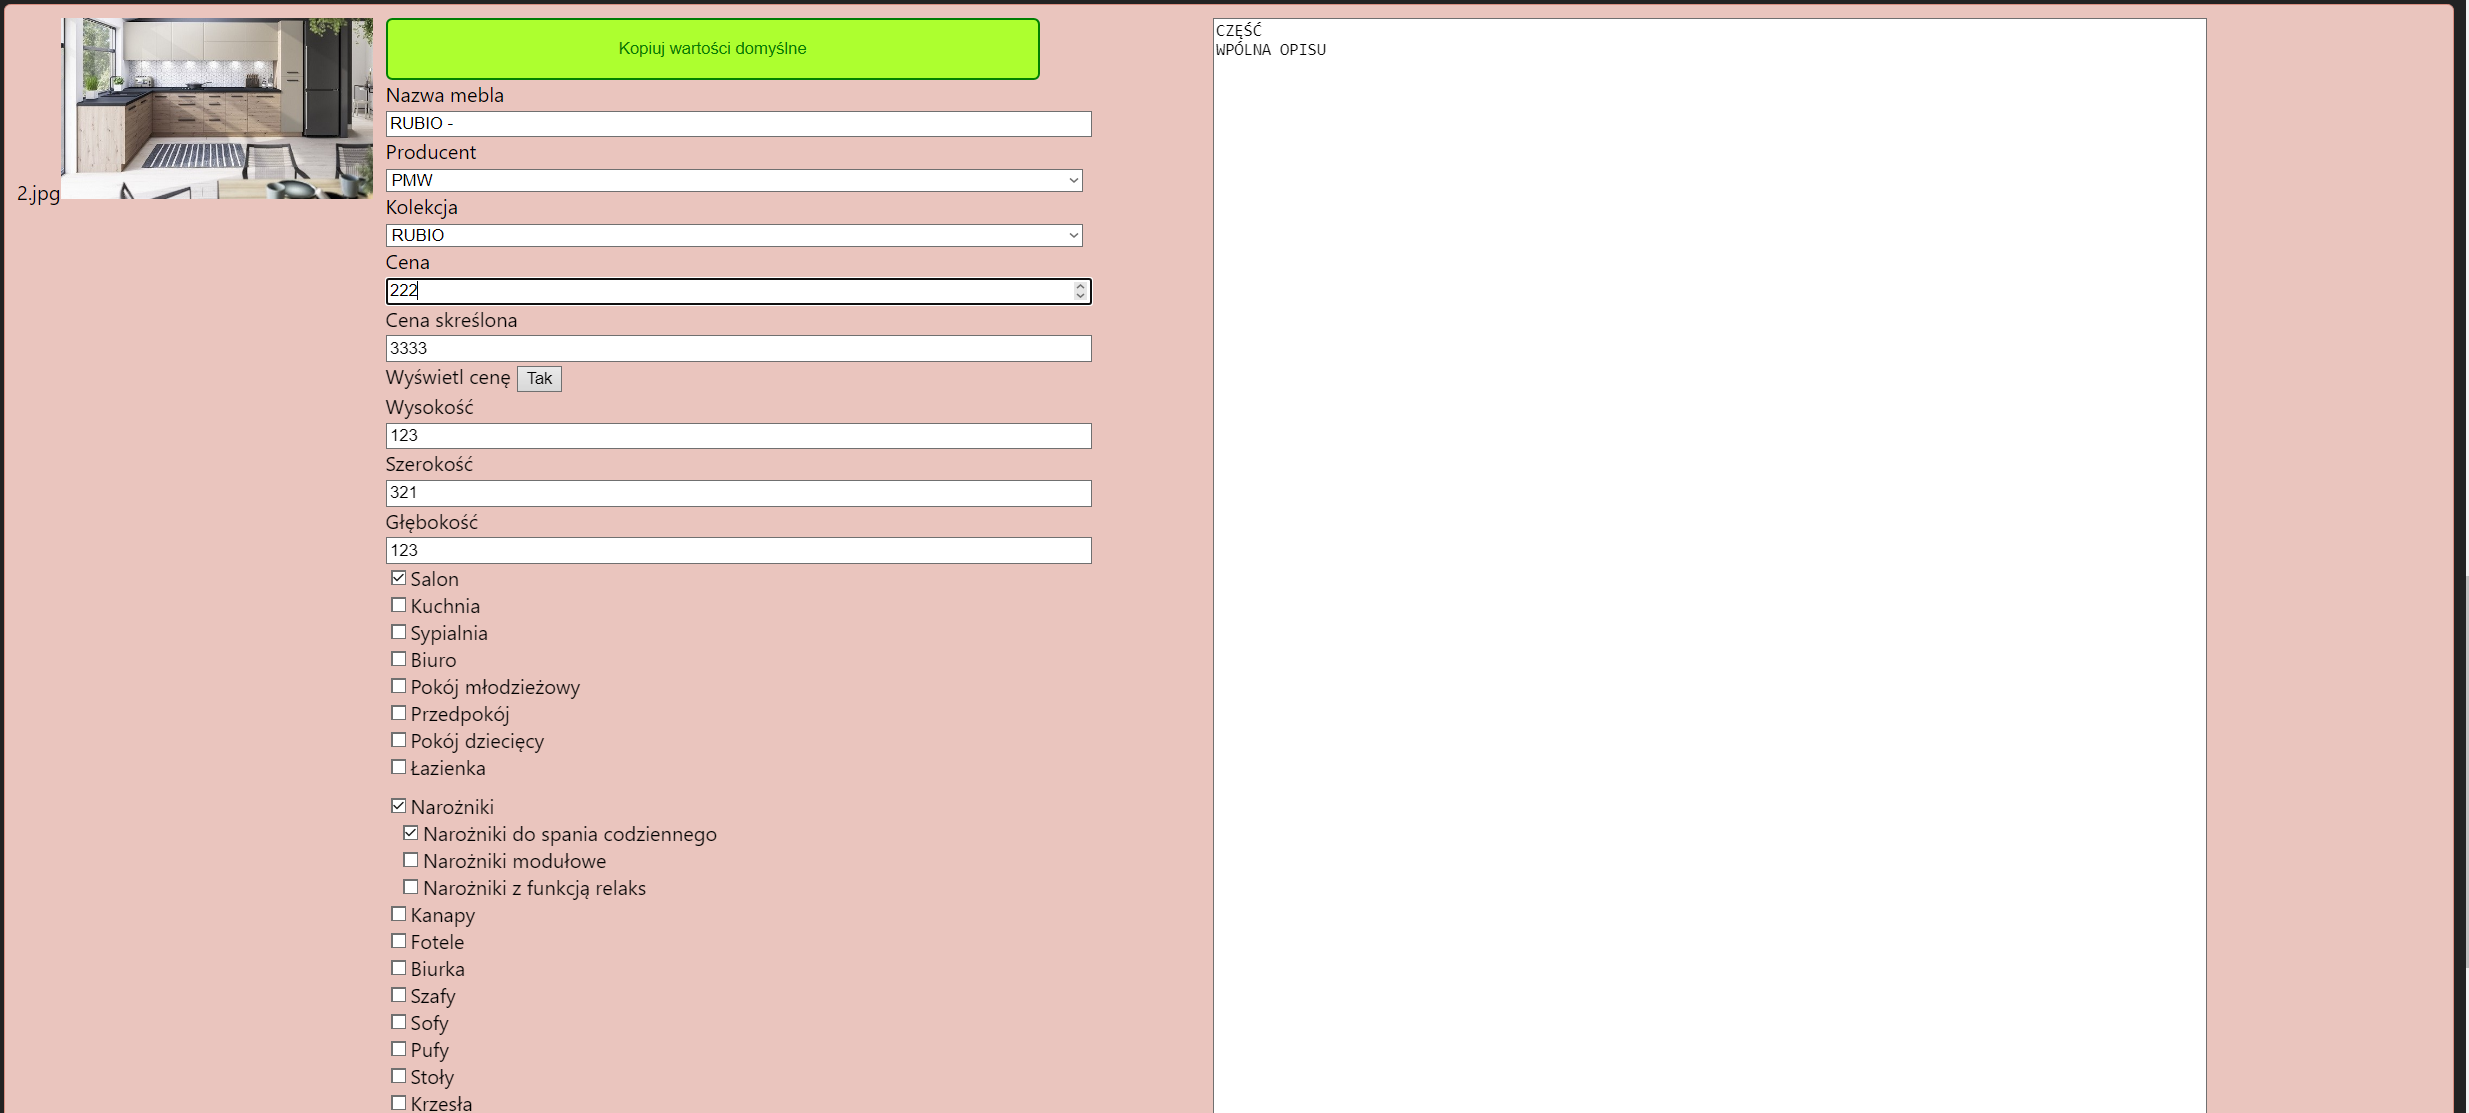 2.jpg
Kopiuj wartości domyślne
Nazwa mebla
RUBIO -
Producent
PMW
Kolekcja
RUBIO
Cena
222
Cena skreślona
3333
Wyświetl cenę Tak
Wysokość
123
Szerokość
321
Głębokość
123
Salon
Kuchnia
Sypialnia
Biuro
Pokój młodzieżowy
Przedpokój
Pokój dziecięcy
Łazienka
Narożniki
Narożniki do spania codziennego
Narożniki modułowe
Narożniki z funkcją relaks
Kanapy
Fotele
Biurka
Szafy
Sofy
Pufy
Stoły
Krzesła
CZĘŚĆ
WPÓLNA OPISU